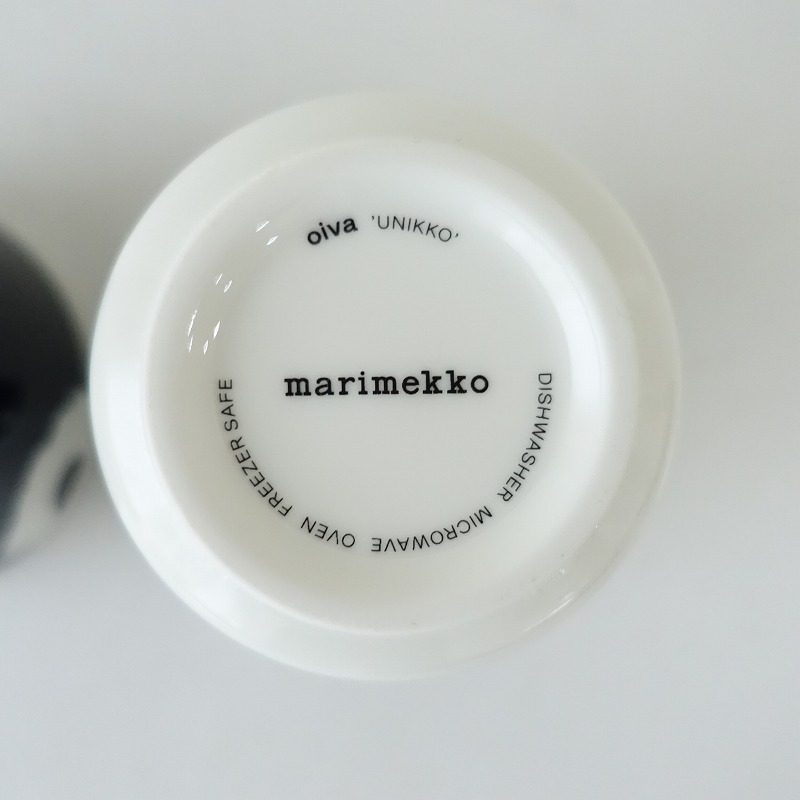 oiva 'UNIKKO'
marimekko
DISHWASHER MICROWAVE OVEN FREEZER SAFE